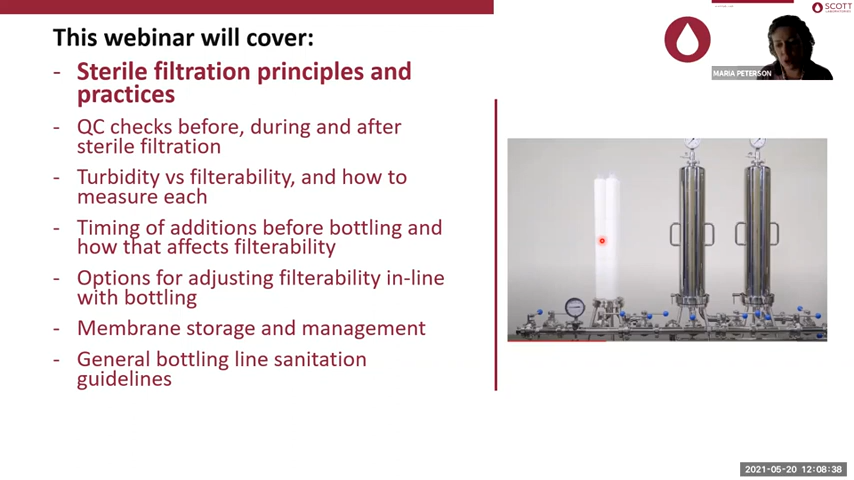 SCOTT
LABORATORIES
This webinar will cover:
- Sterile filtration principles and
practices
- QC checks before, during and after
sterile filtration
- Turbidity vs filterability, and how to
measure each
- Timing of additions before bottling and
how that affects filterability
- Options for adjusting filterability in-line
with bottling
- Membrane storage and management
- General bottling line sanitation
guidelines
MARIA PETERSON
2021-05-20 12:08:38